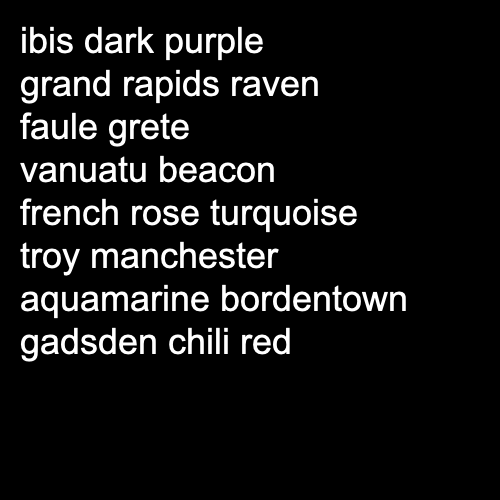 ibis dark purple
grand rapids raven
faule grete
vanuatu beacon
french rose turquoise
troy manchester
aquamarine bordentown
gadsden chili red